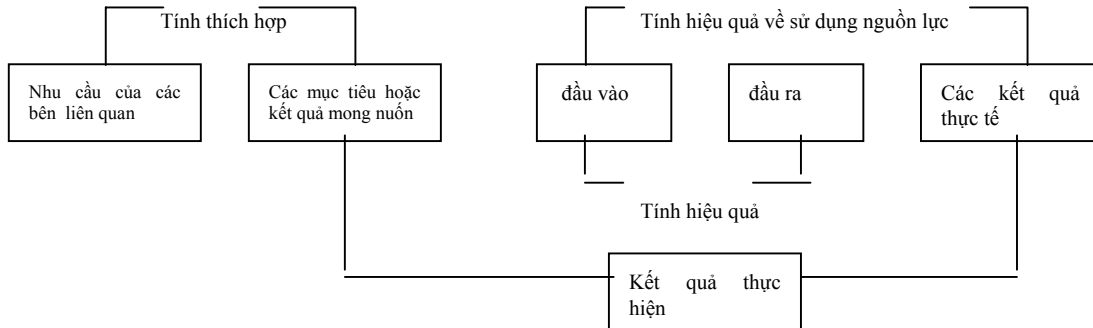 Tính thích hợp
Tính hiệu quả về sử dụng nguồn lực
Nhu cầu của các
bên liên quan
Các mục tiêu hoặc
kết quả mong nuốn
đầu vào
đầu ra
Các kết quả
thực tế
Tính hiệu quả
Kết quả thực
hiện